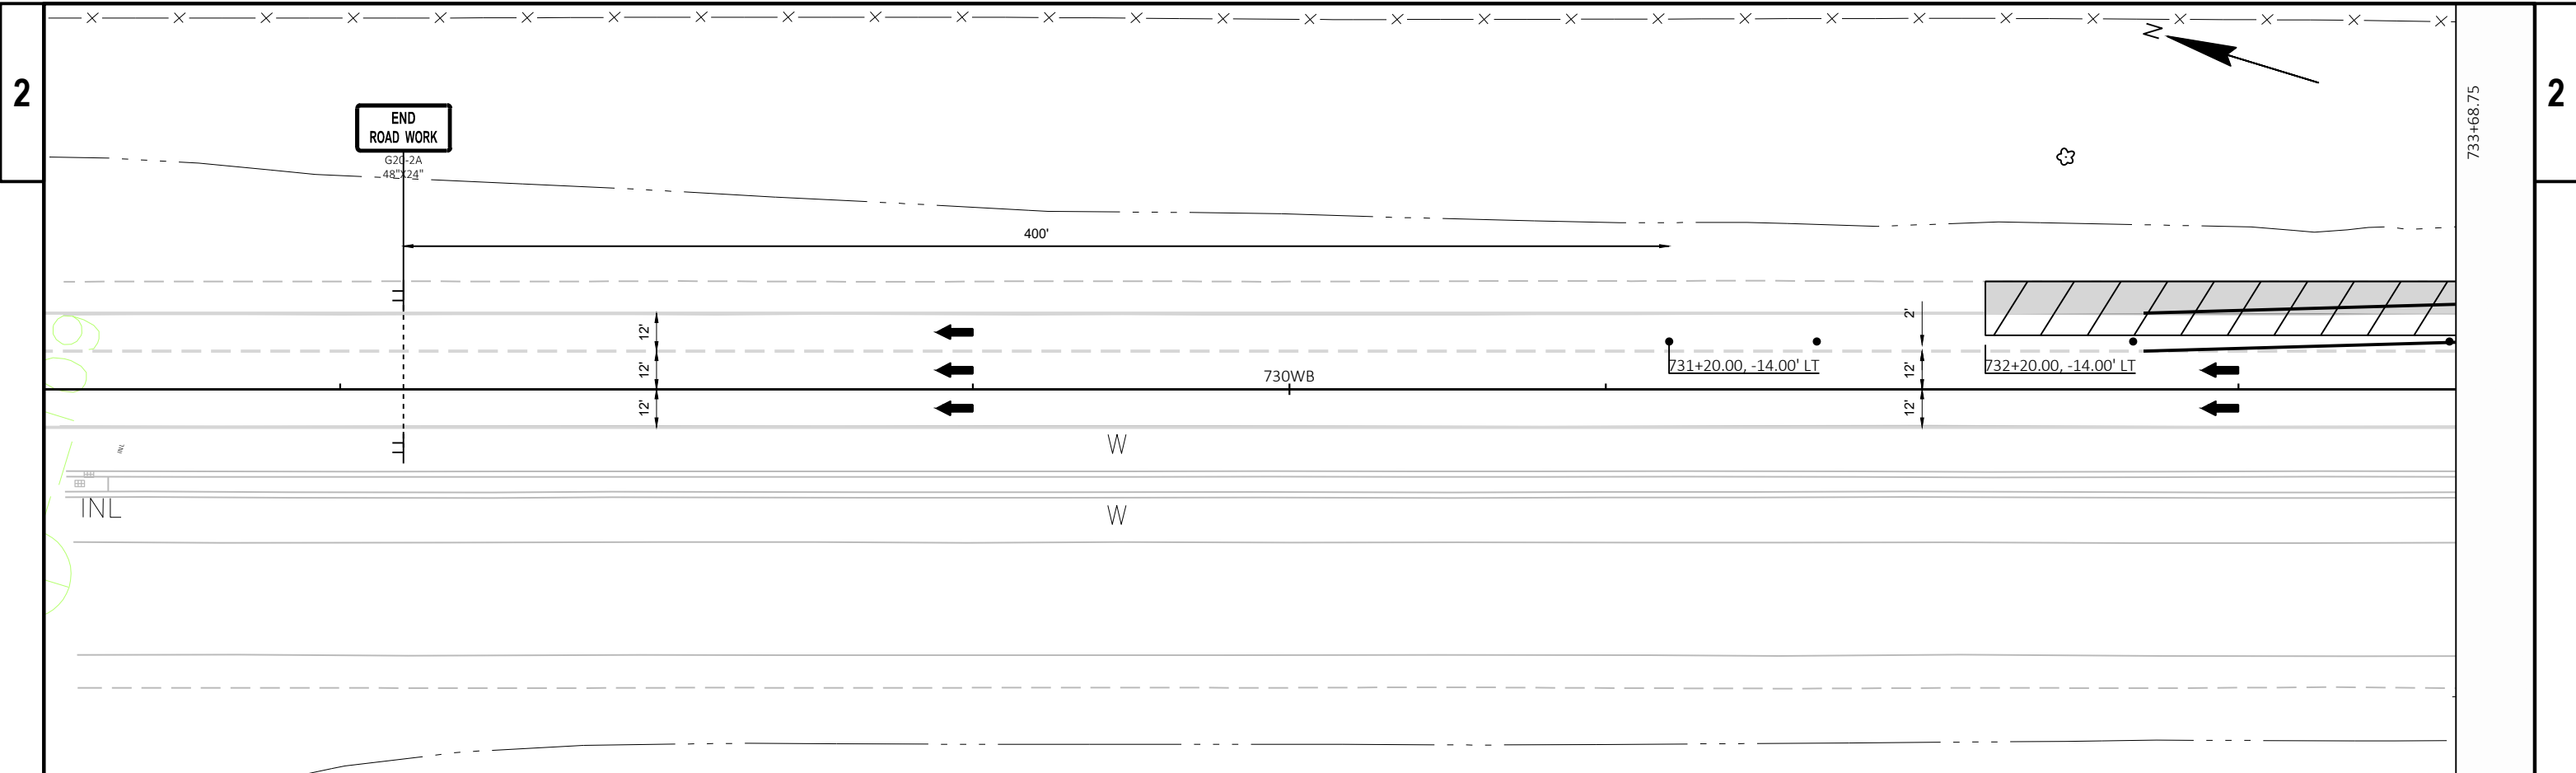 2
2
N
733+68.75
END
ROAD WORK
G20-2A
48"X24"
400'
12'
12'
12'
2'
12'
12'
731+20.00, -14.00' LT
732+20.00, -14.00' LT
730WB
W
W
INL
INL